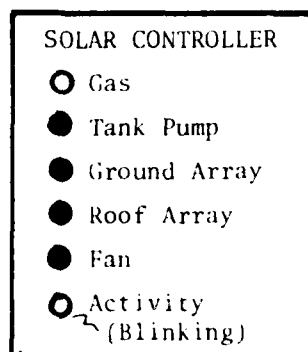 SOLAR CONTROLLER
Gas
Tank Pump
Ground Array
Roof Array
Fan
Activity
(Blinking)